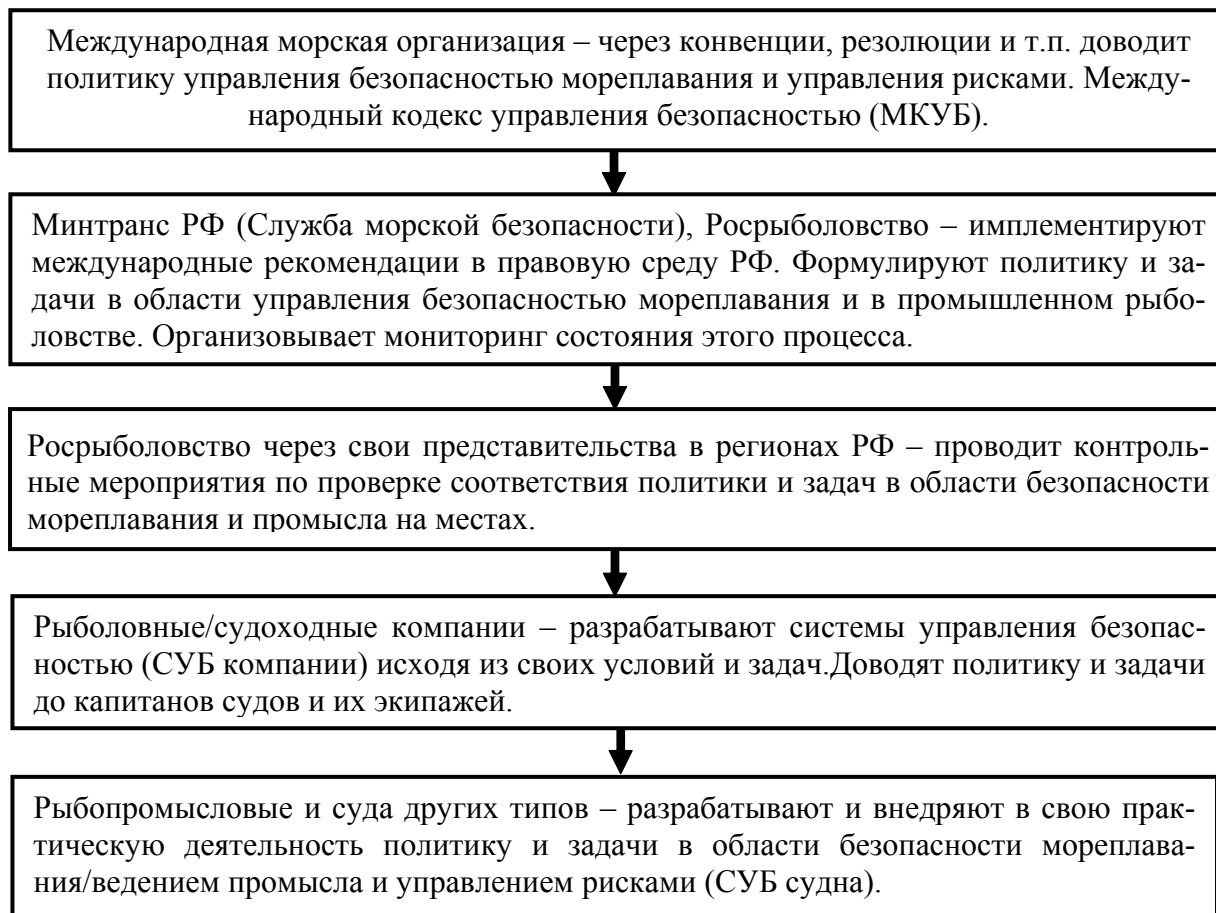 Международная морская организация – через конвенции, резолюции и т.п. доводит
политику управления безопасностью мореплавания и управления рисками. Между-
народный кодекс управления безопасностью (МКУБ).
Минтранс РФ (Служба морской безопасности), Росрыболовство – имплементируют
международные рекомендации в правовую среду РФ. Формулируют политику и за-
дачи в области управления безопасностью мореплавания и в промышленном рыбо-
ловстве. Организовывает мониторинг состояния этого процесса.
Росрыболовство через свои представительства в регионах РФ – проводит контроль-
ные мероприятия по проверке соответствия политики и задач в области безопасности
мореплавания и промысла на местах.
Рыболовные/судоходные компании – разрабатывают системы управления безопас-
ностью (СУБ компании) исходя из своих условий и задач.Доводят политику и задачи
до капитанов судов и их экипажей.
Рыбопромысловые и суда других типов – разрабатывают и внедряют в свою прак-
тическую деятельность политику и задачи в области безопасности мореплава-
ния/ведением промысла и управлением рисками (СУБ судна).